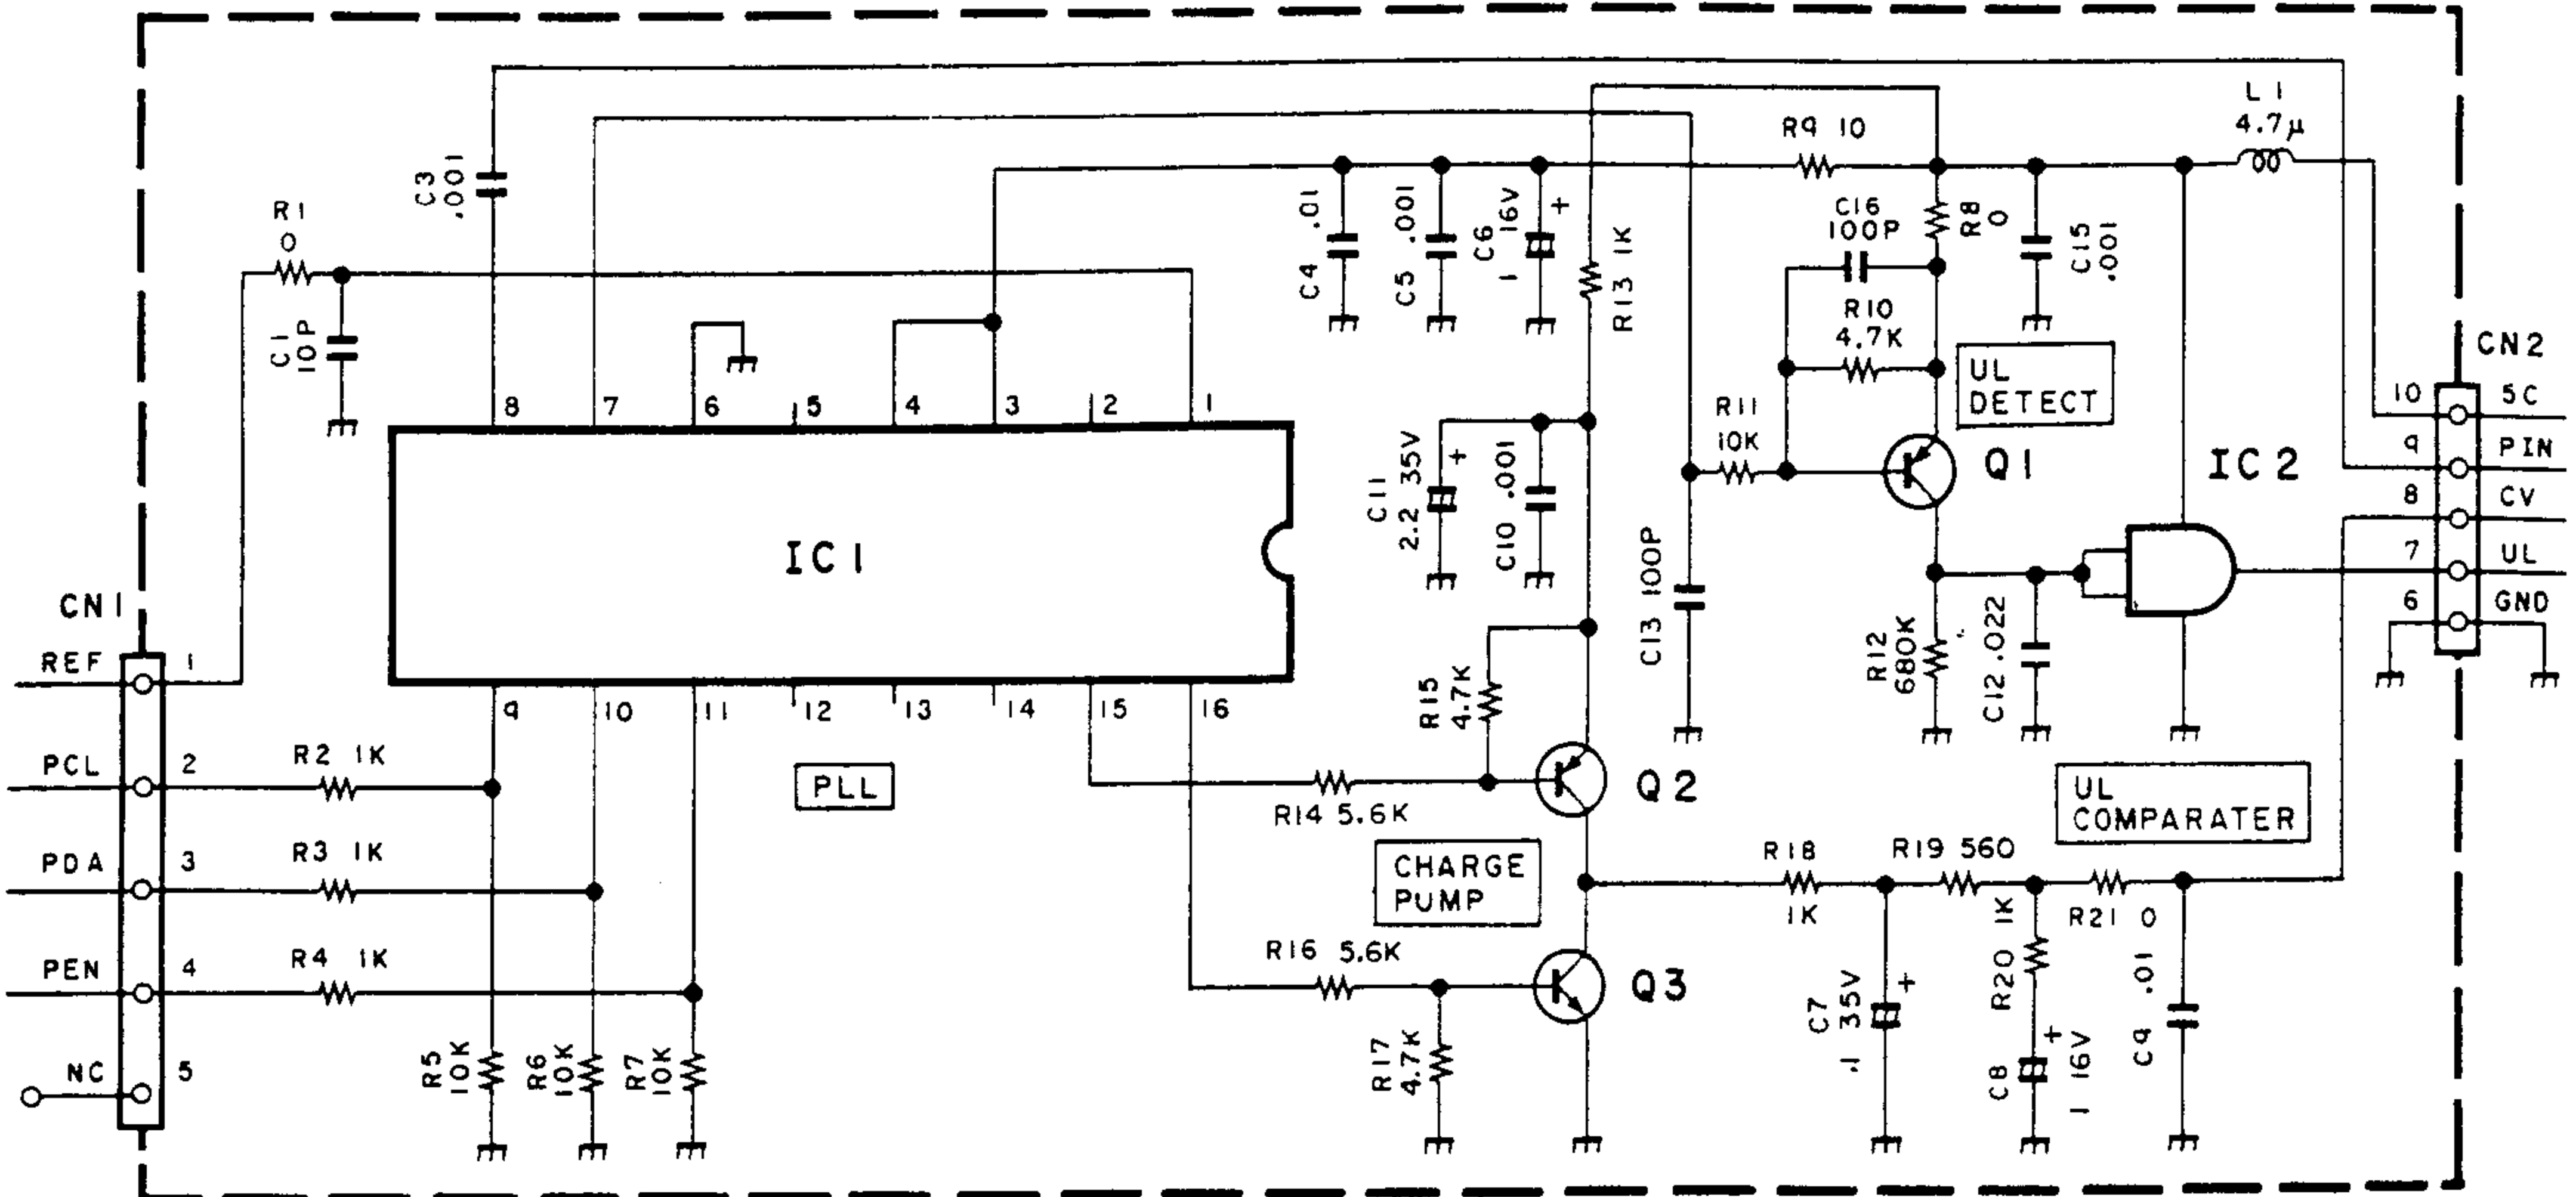 L1
4.7μ
R9 10
C3
.001
R1
0
C1
10P
C4 .01
C5 .001
C6
1 16V
+
R13 1K
C16
100P
R8
0
C15
.001
R10
4.7K
UL
DETECT
CN2
8 7 6 5 4 3 2 1
R11
10K
Q1
IC2
10 5C
9 PIN
8 CV
7 UL
6 GND
C11
2.2 35V
+
C10 .001
IC1
C13 100P
CN1
REF 1
R12
680K
C12 .022
9 10 11 12 13 14 15 16
R15
4.7K
PCL 2
R2 1K
PLL
R14 5.6K
Q2
UL
COMPARATER
PDA 3
R3 1K
CHARGE
PUMP
R18
1K
R19 560
R21 0
PEN 4
R4 1K
R16 5.6K
Q3
R20 1K
C7
.1 35V
+
C8
1 16V
+
C9 .01
NC 5
R5
10K
R6
10K
R7
10K
R17
4.7K